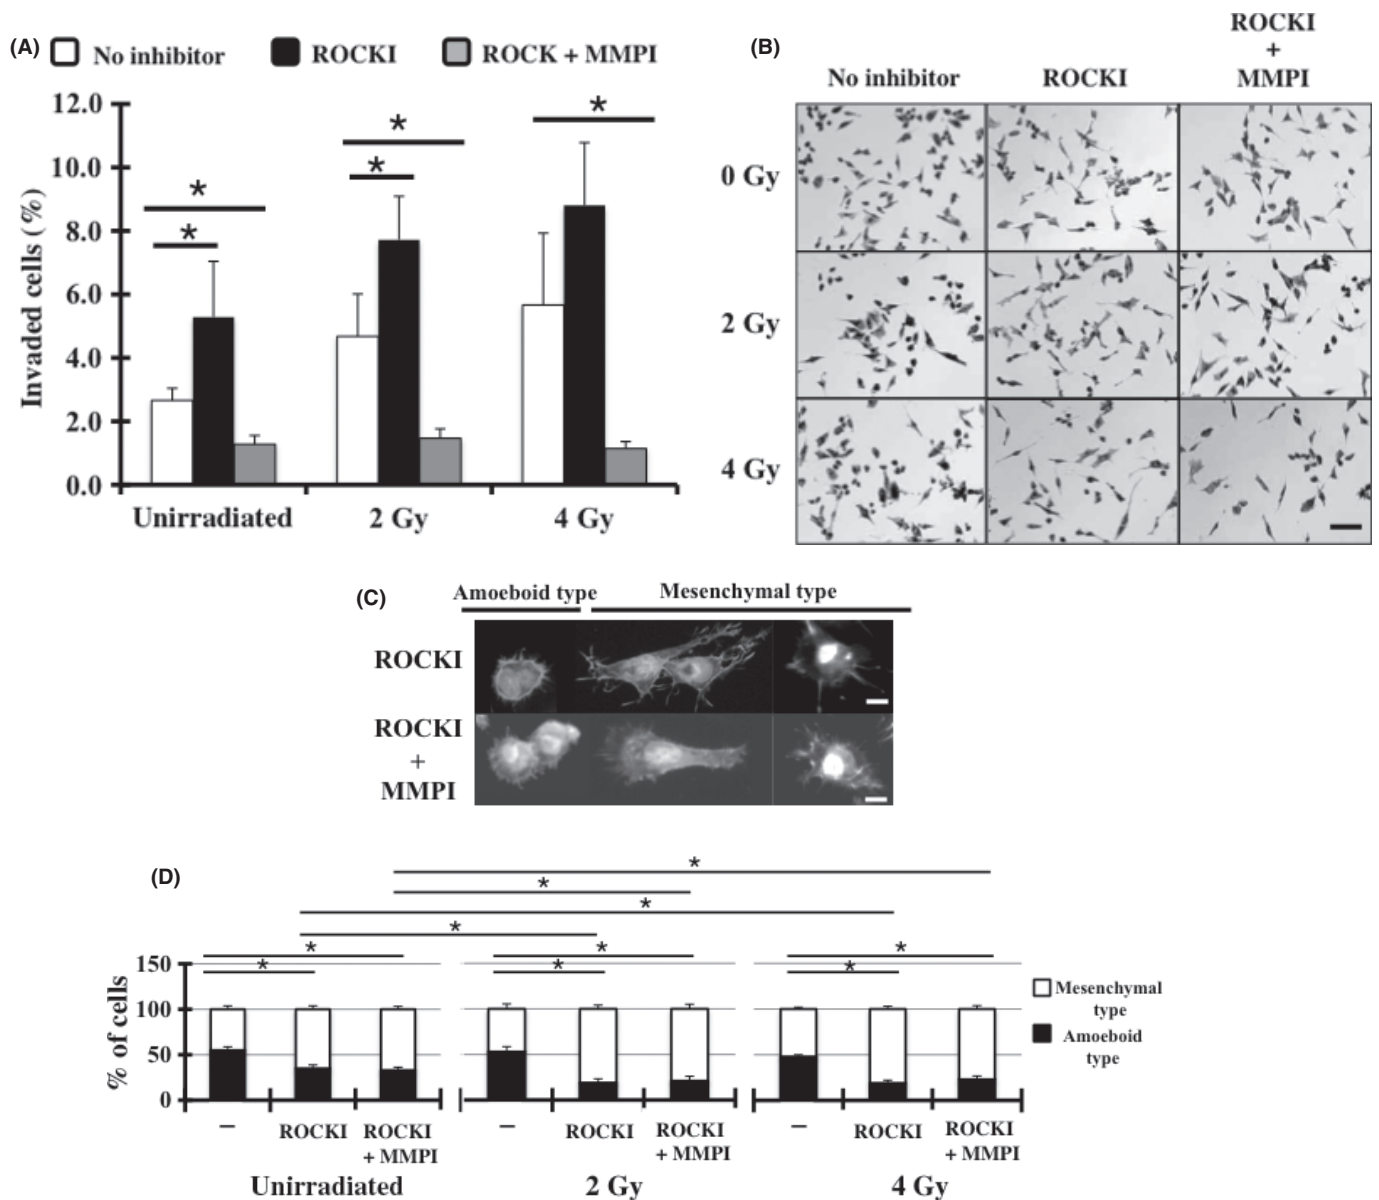 (A) No inhibitor ROCKI ROCK + MMPI
Invaded cells (%)
12.0
10.0
8.0
6.0
4.0
2.0
0.0
* * * * *
Unirradiated 2 Gy 4 Gy
(B)
No inhibitor ROCKI ROCKI
+
MMPI
0 Gy
2 Gy
4 Gy
(C) Amoeboid type Mesenchymal type
ROCKI
ROCKI
+
MMPI
(D)
* * * * * * * * * *
% of cells
150
100
50
0
Mesenchymal
type
Amoeboid
type
– ROCKI ROCKI
+ MMPI
– ROCKI ROCKI
+ MMPI
– ROCKI ROCKI
+ MMPI
Unirradiated 2 Gy 4 Gy